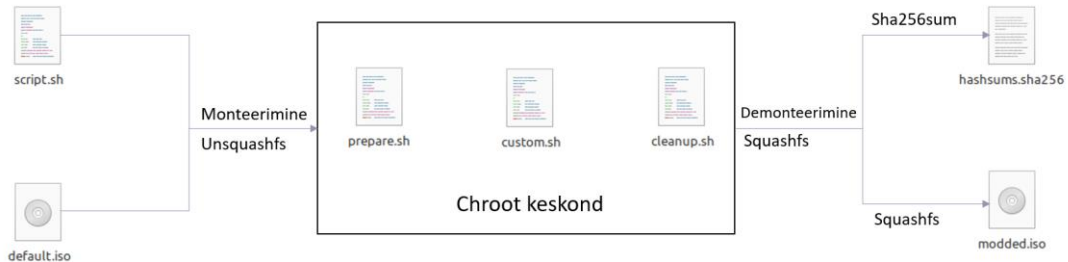 script.sh
default.iso
Monteerimine
Unsquashfs
prepare.sh
custom.sh
cleanup.sh
Chroot keskond
Demonteerimine
Squashfs
Sha256sum
hashsums.sha256
Squashfs
modded.iso